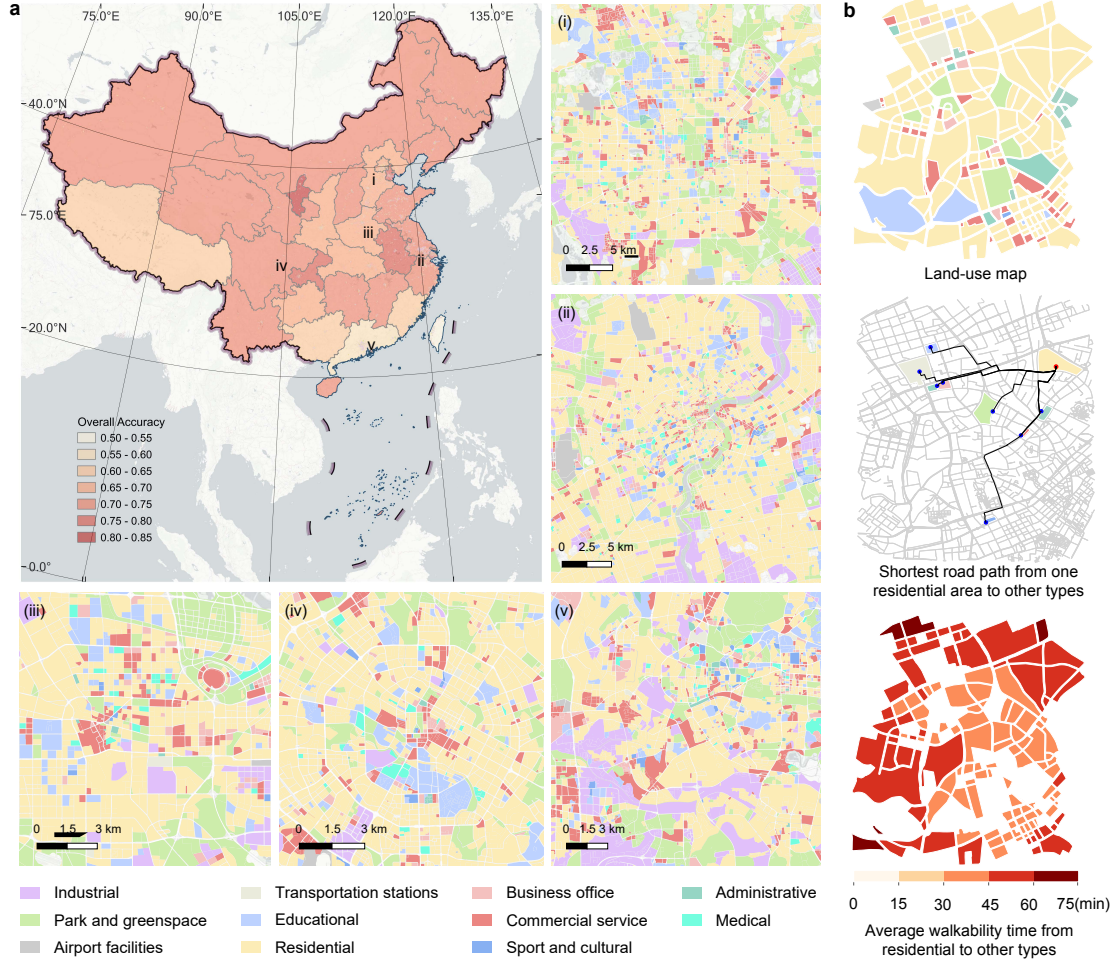 a
75.0°E
90.0°E
105.0°E
120.0°E
135.0°E
40.0°N
75.0°E
20.0°N
0.0°
i
ii
iii
iv
v
Overall Accuracy
0.50 - 0.55
0.55 - 0.60
0.60 - 0.65
0.65 - 0.70
0.70 - 0.75
0.75 - 0.80
0.80 - 0.85
(i)
0 2.5 5 km
(ii)
0 2.5 5 km
(iii)
0 1.5 3 km
(iv)
0 1.5 3 km
(v)
0 1.5 3 km
Industrial
Park and greenspace
Airport facilities
Transportation stations
Educational
Residential
Business office
Commercial service
Sport and cultural
Administrative
Medical
b
Land-use map
Shortest road path from one
residential area to other types
0 15 30 45 60 75(min)
Average walkability time from
residential to other types